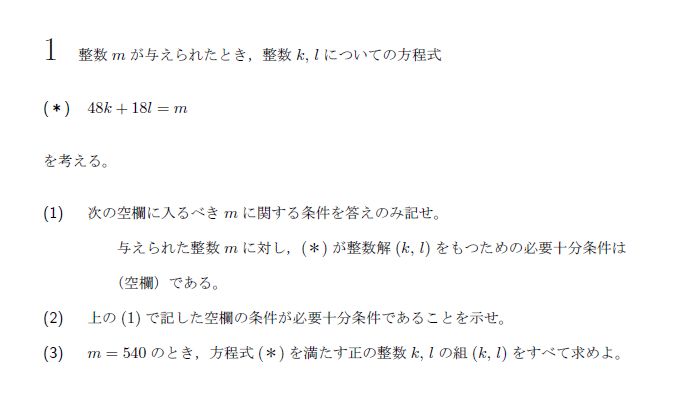 1 整数 m が与えられたとき，整数 k, l についての方程式
(＊) 48k + 18l = m
を考える。
(1) 次の空欄に入るべき m に関する条件を答えのみ記せ。
与えられた整数 m に対し，(＊) が整数解 (k, l) をもつための必要十分条件は
（空欄）である。
(2) 上の (1) で記した空欄の条件が必要十分条件であることを示せ。
(3) m = 540 のとき，方程式 (＊) を満たす正の整数 k, l の組 (k, l) をすべて求めよ。